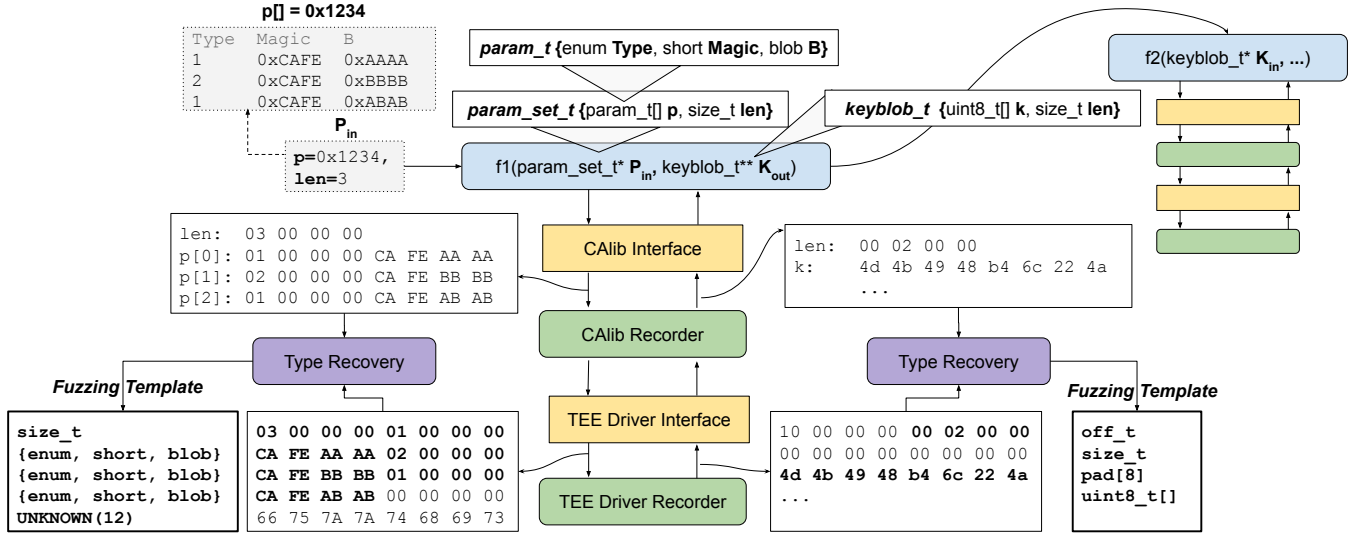 p[] = 0x1234
Type Magic B
1 0xCAFE 0xAAAA
2 0xCAFE 0xBBBB
1 0xCAFE 0xABAB
param_t {enum Type, short Magic, blob B}
param_set_t {param_t[] p, size_t len}
keyblob_t {uint8_t[] k, size_t len}
f2(keyblob_t* Kin, ...)
Pin
p=0x1234,
len=3
f1(param_set_t* Pin, keyblob_t** Kout)
len: 03 00 00 00
p[0]: 01 00 00 00 CA FE AA AA
p[1]: 02 00 00 00 CA FE BB BB
p[2]: 01 00 00 00 CA FE AB AB
CAlib Interface
len: 00 02 00 00
k: 4d 4b 49 48 b4 6c 22 4a
...
CAlib Recorder
Type Recovery
Type Recovery
Fuzzing Template
Fuzzing Template
size_t
{enum, short, blob}
{enum, short, blob}
{enum, short, blob}
UNKNOWN(12)
03 00 00 00 01 00 00 00
CA FE AA AA 02 00 00 00
CA FE BB BB 01 00 00 00
CA FE AB AB 00 00 00 00
66 75 7A 7A 74 68 69 73
TEE Driver Interface
TEE Driver Recorder
10 00 00 00 00 02 00 00
00 00 00 00 00 00 00 00
4d 4b 49 48 b4 6c 22 4a
...
off_t
size_t
pad[8]
uint8_t[]